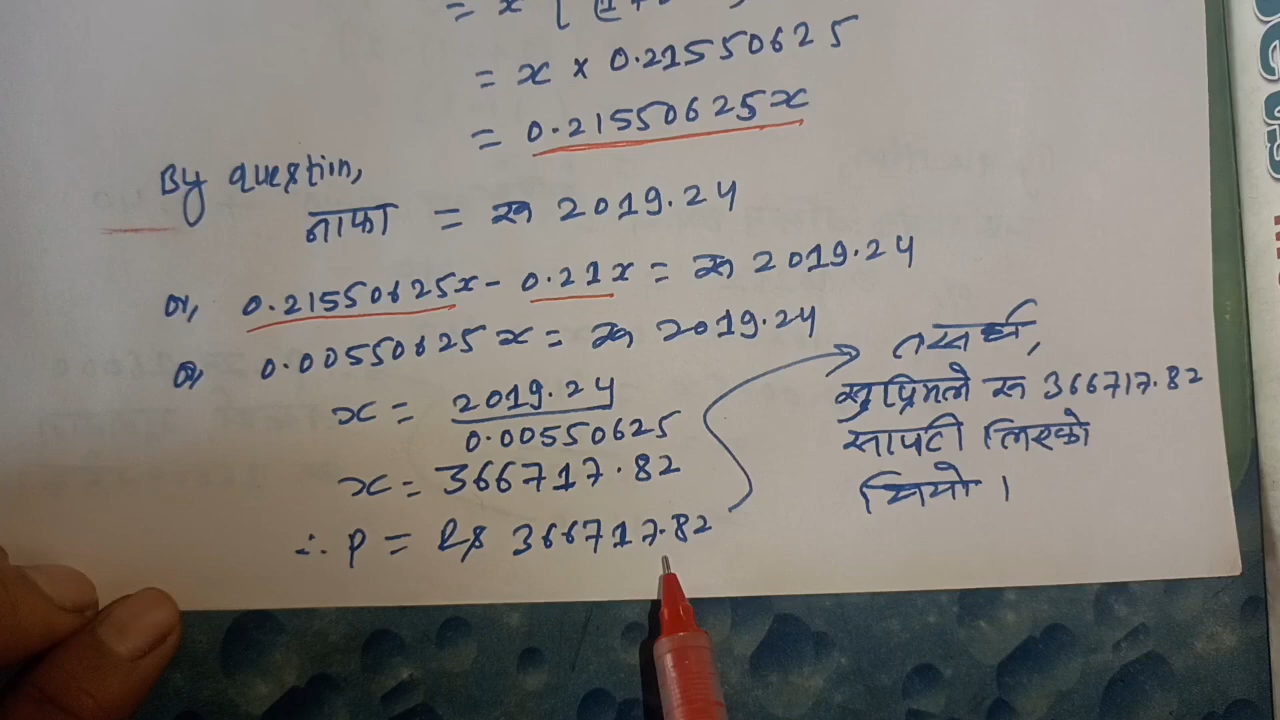 = x × 0.21550625
= 0.21550625x
By question,
नाफा = रू 2019.24
or, 0.21550625x - 0.21x = रू 2019.24
or, 0.00550625x = रू 2019.24
x = 2019.24
0.00550625
x = 366717.82
∴ P = Rs 366717.82
तसर्थ,
सुप्रिमले रू 366717.82
सापटी लिएको
थियो ।